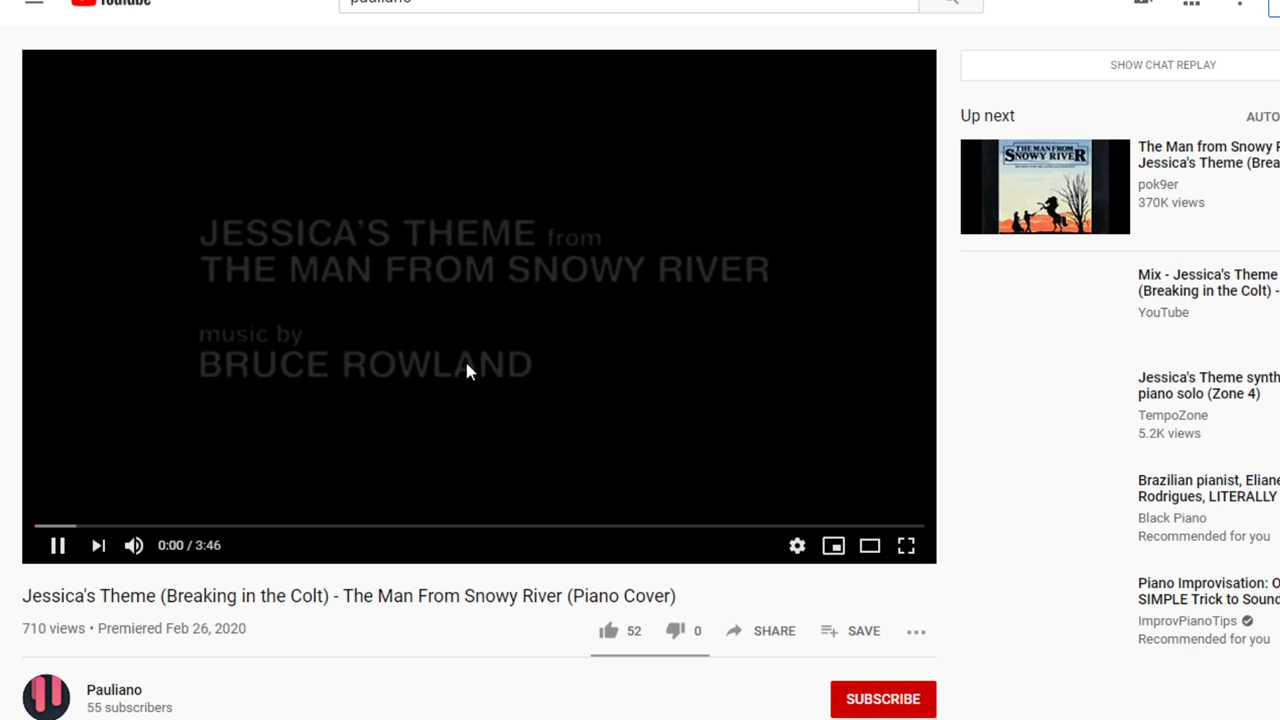 YouTube
pauliano
JESSICA'S THEME from
THE MAN FROM SNOWY RIVER
music by
BRUCE ROWLAND
0:00 / 3:46
Jessica's Theme (Breaking in the Colt) - The Man From Snowy River (Piano Cover)
710 views • Premiered Feb 26, 2020
52
0
SHARE
SAVE
Pauliano
55 subscribers
SUBSCRIBE
SHOW CHAT REPLAY
Up next
AUTO
THE MAN FROM
SNOWY RIVER
The Man from Snowy R
Jessica's Theme (Brea
pok9er
370K views
Mix - Jessica's Theme
(Breaking in the Colt) -
YouTube
Jessica's Theme synth
piano solo (Zone 4)
TempoZone
5.2K views
Brazilian pianist, Eliane
Rodrigues, LITERALLY
Black Piano
Recommended for you
Piano Improvisation: O
SIMPLE Trick to Sound
ImprovPianoTips
Recommended for you